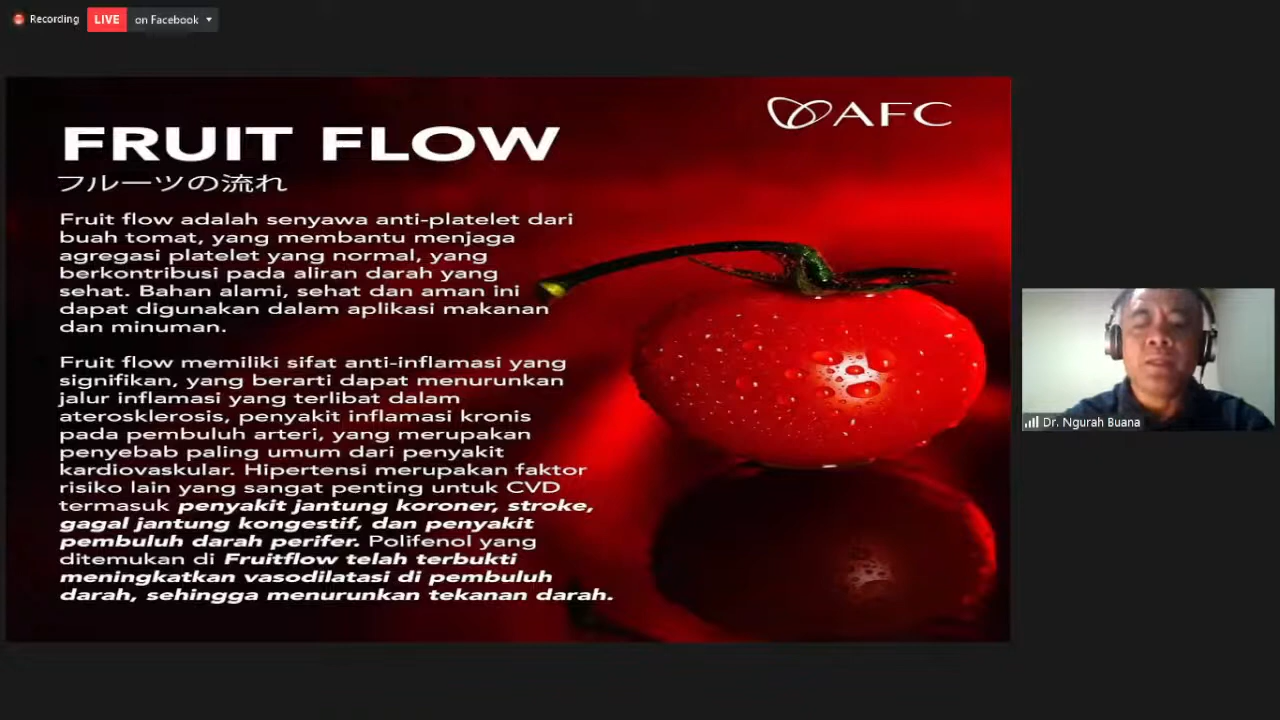 Recording
LIVE
on Facebook
AFC
FRUIT FLOW
フルーツの流れ
Fruit flow adalah senyawa anti-platelet dari
buah tomat, yang membantu menjaga
agregasi platelet yang normal, yang
berkontribusi pada aliran darah yang
sehat. Bahan alami, sehat dan aman ini
dapat digunakan dalam aplikasi makanan
dan minuman.
Fruit flow memiliki sifat anti-inflamasi yang
signifikan, yang berarti dapat menurunkan
jalur inflamasi yang terlibat dalam
aterosklerosis, penyakit inflamasi kronis
pada pembuluh arteri, yang merupakan
penyebab paling umum dari penyakit
kardiovaskular. Hipertensi merupakan faktor
risiko lain yang sangat penting untuk CVD
termasuk penyakit jantung koroner, stroke,
gagal jantung kongestif, dan penyakit
pembuluh darah perifer. Polifenol yang
ditemukan di Fruitflow telah terbukti
meningkatkan vasodilatasi di pembuluh
darah, sehingga menurunkan tekanan darah.
Dr. Ngurah Buana